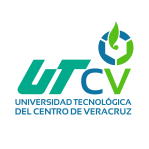 UTCV
UNIVERSIDAD TECNOLÓGICA
DEL CENTRO DE VERACRUZ